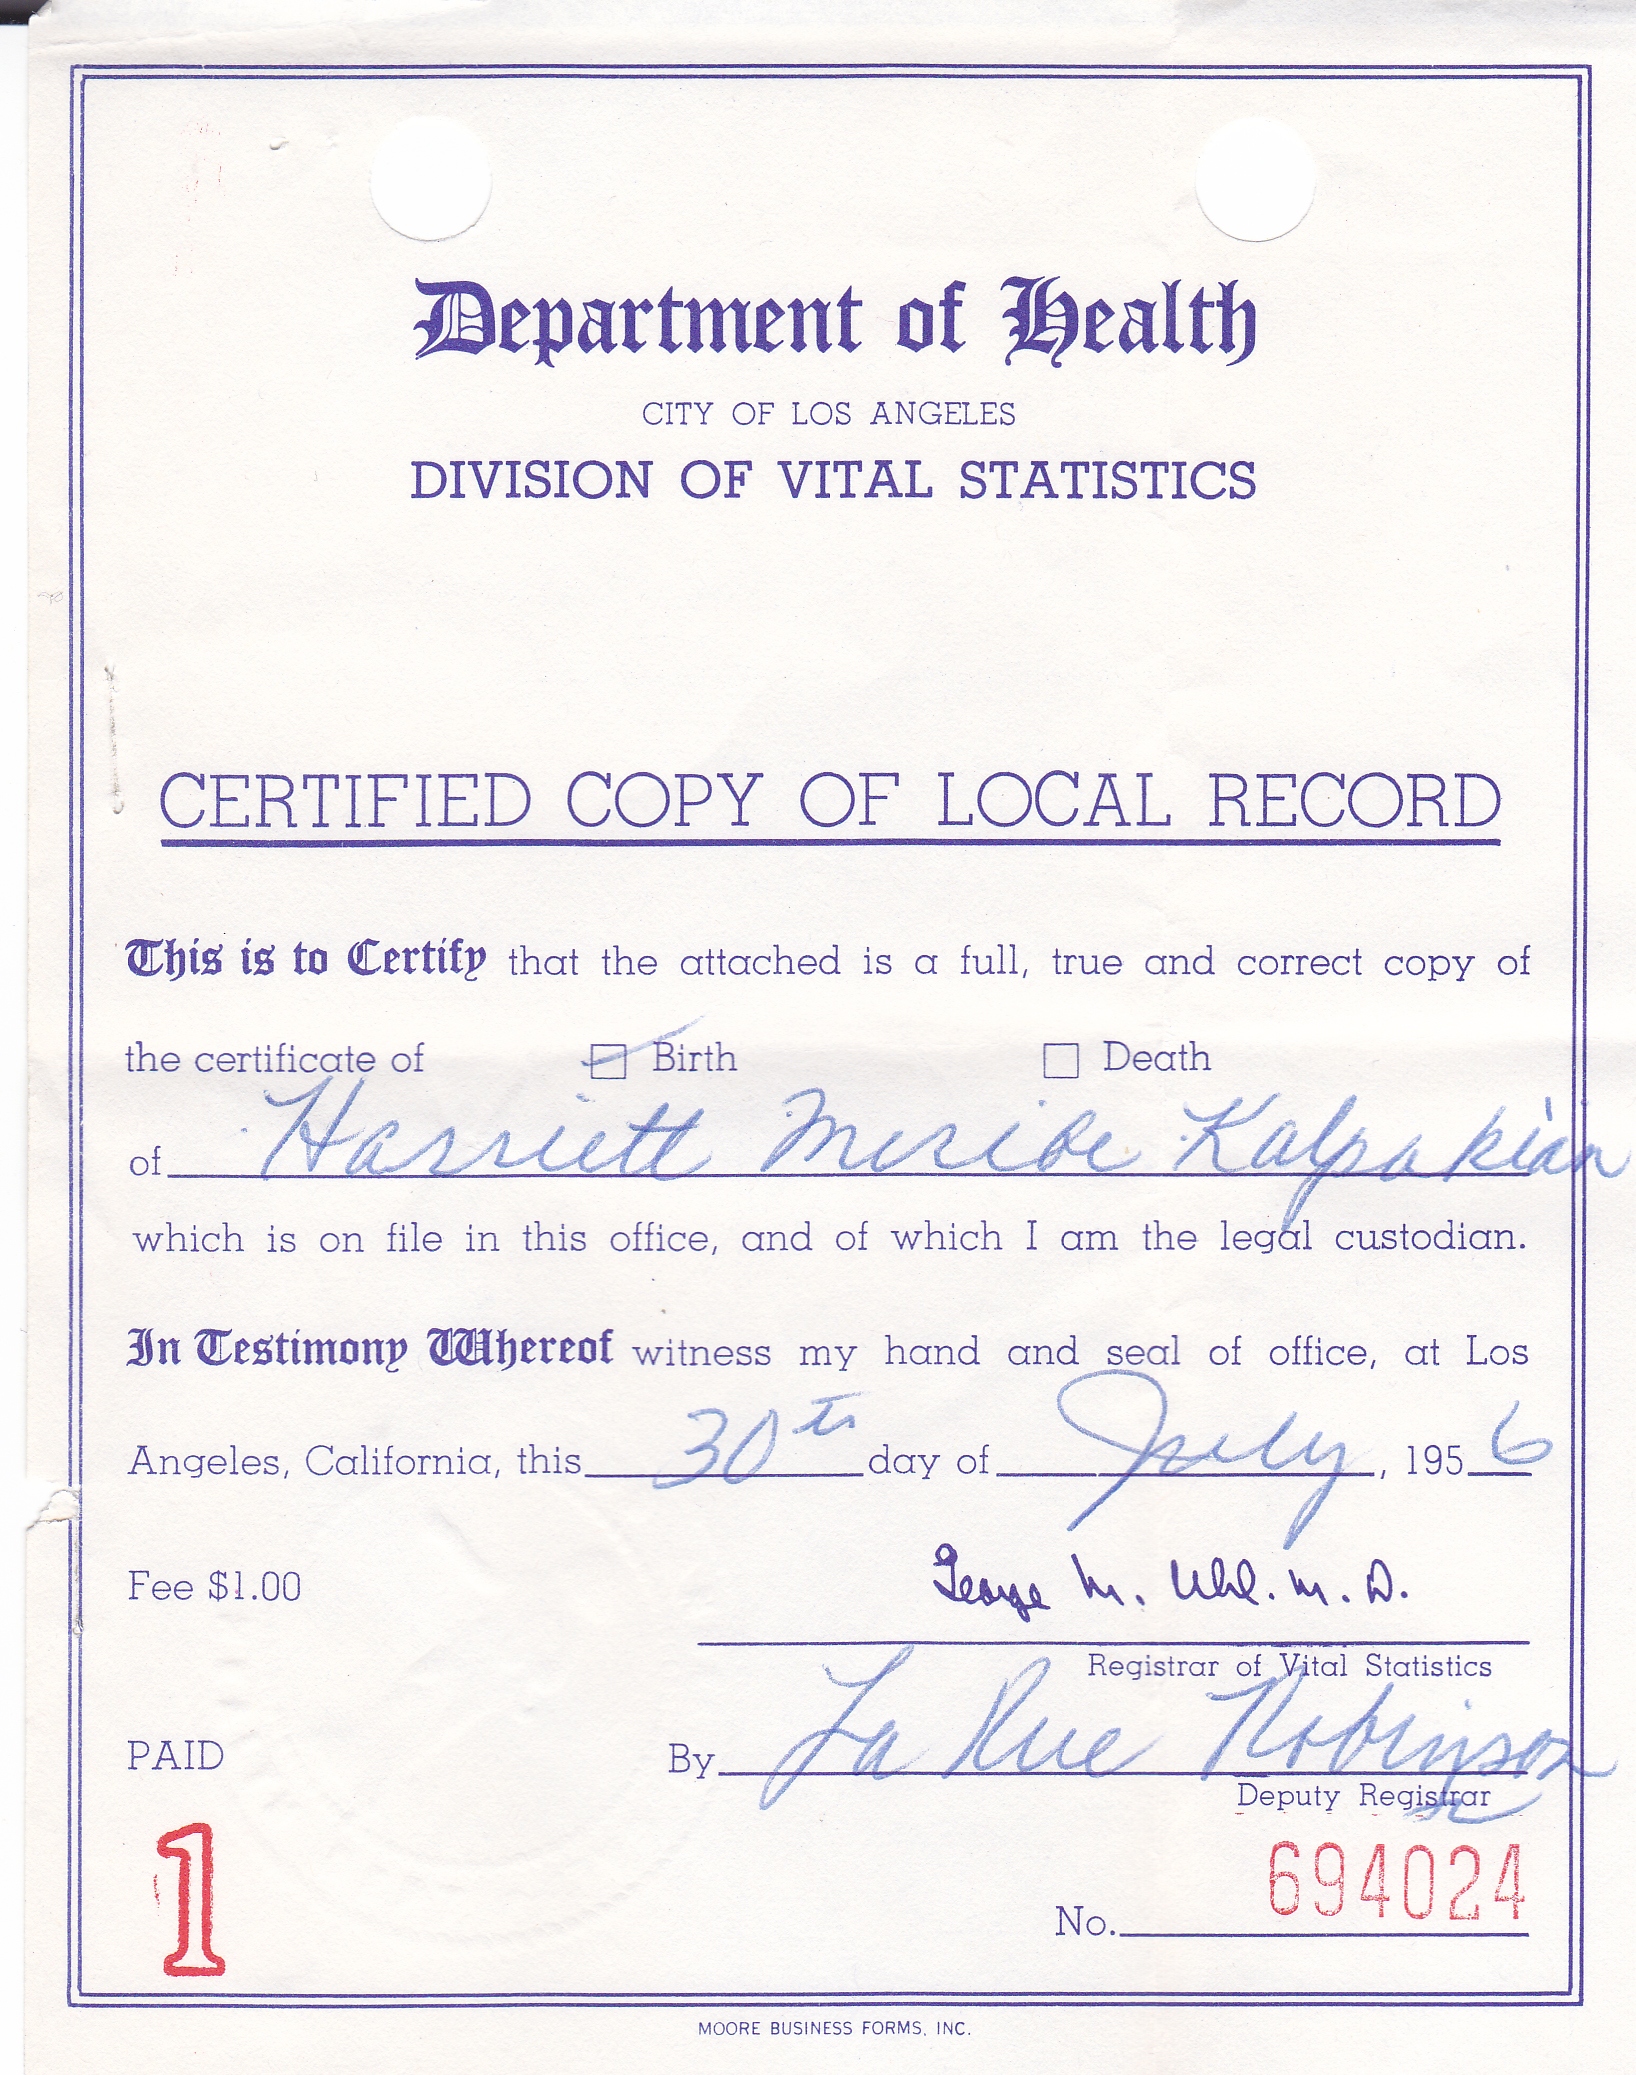 Department of Health
CITY OF LOS ANGELES
DIVISION OF VITAL STATISTICS
CERTIFIED COPY OF LOCAL RECORD
This is to Certify that the attached is a full, true and correct copy of
the certificate of Birth Death
of Harriett Kalpakian
which is on file in this office, and of which I am the legal custodian.
In Testimony Whereof witness my hand and seal of office, at Los
Angeles, California, this 30th day of July, 1956
Fee $1.00
George M. Uhl. M. D.
Registrar of Vital Statistics
PAID By La Rue Robinson
Deputy Registrar
1
No. 694024
MOORE BUSINESS FORMS, INC.